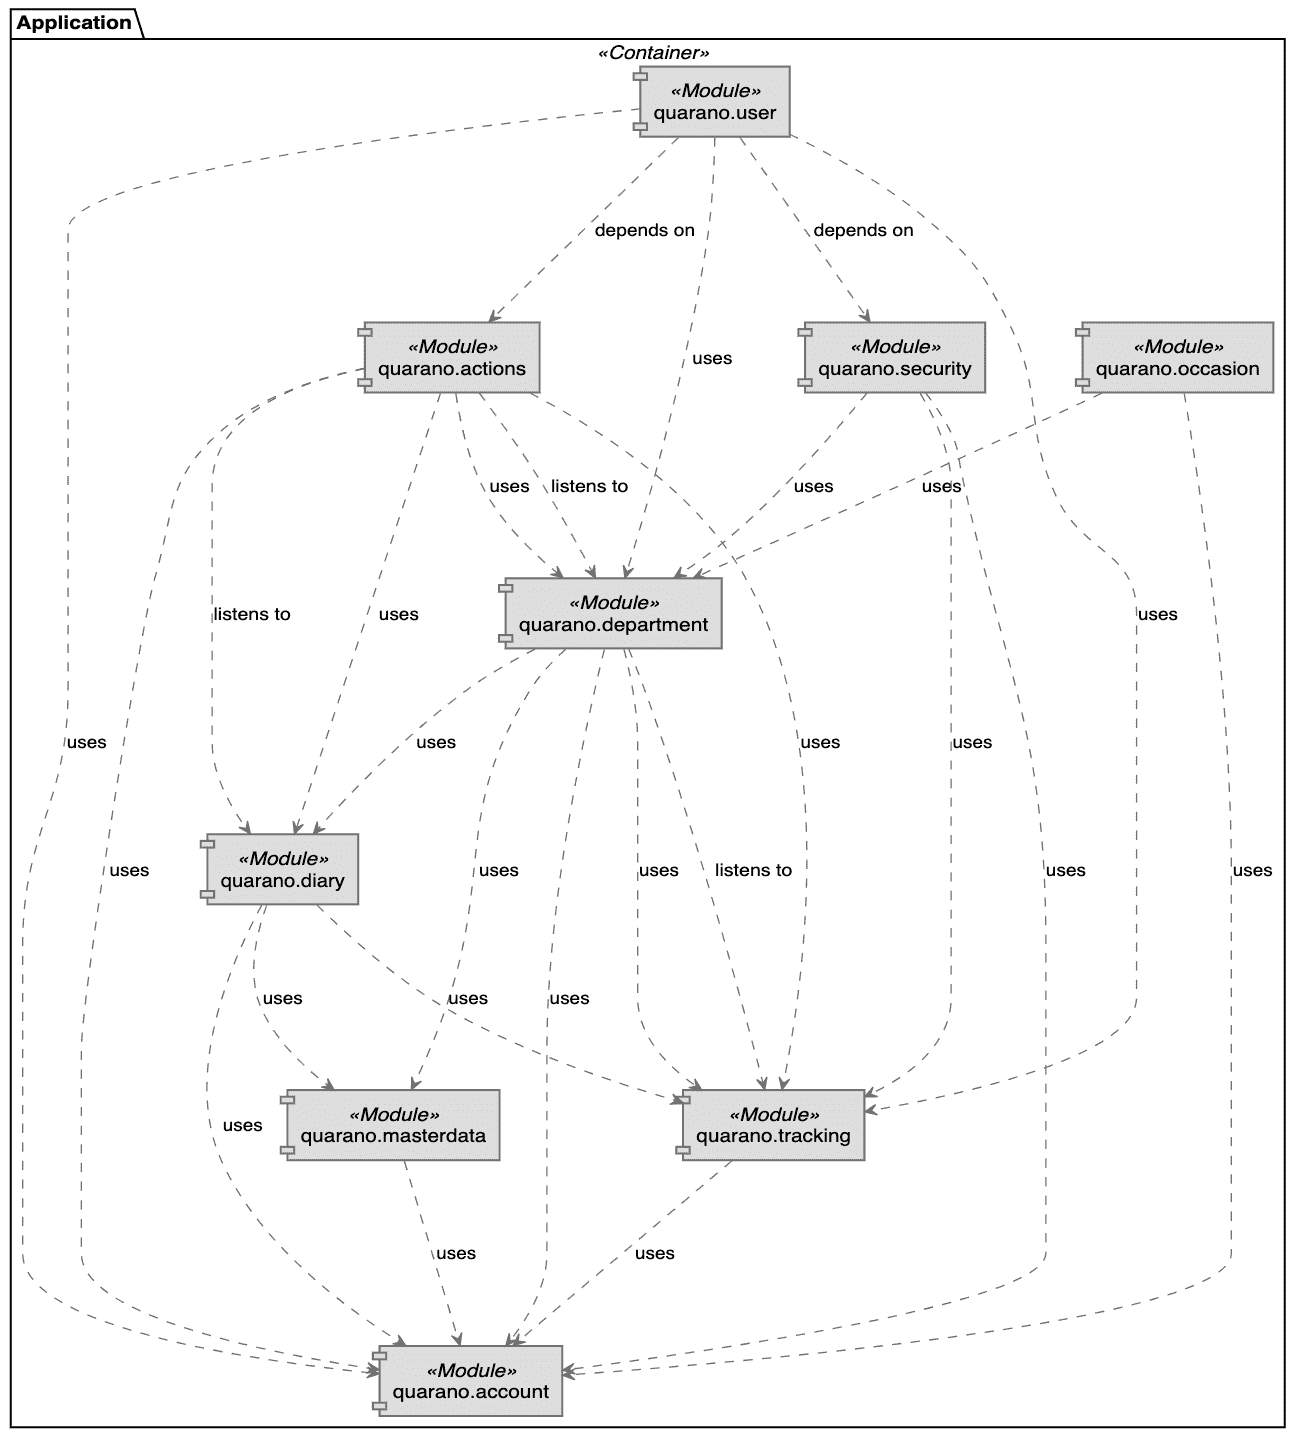 Application
«Container»
«Module»
quarano.user
depends on
depends on
«Module»
quarano.actions
uses
«Module»
quarano.security
«Module»
quarano.occasion
uses
listens to
uses
uses
«Module»
quarano.department
listens to
uses
uses
uses
uses
uses
uses
«Module»
quarano.diary
uses
uses
uses
listens to
uses
uses
uses
uses
uses
«Module»
quarano.masterdata
«Module»
quarano.tracking
uses
uses
uses
«Module»
quarano.account